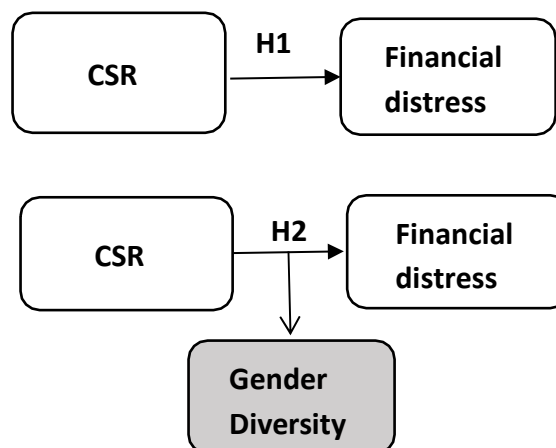 H1
CSR
Financial
distress
H2
CSR
Financial
distress
Gender
Diversity